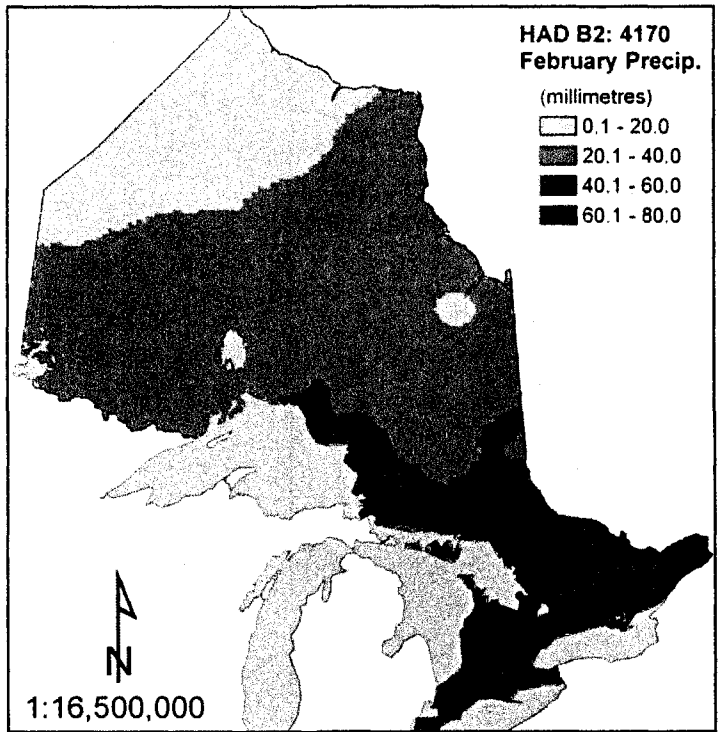 HAD B2: 4170
February Precip.
(millimetres)
0.1 - 20.0
20.1 - 40.0
40.1 - 60.0
60.1 - 80.0
N
1:16,500,000